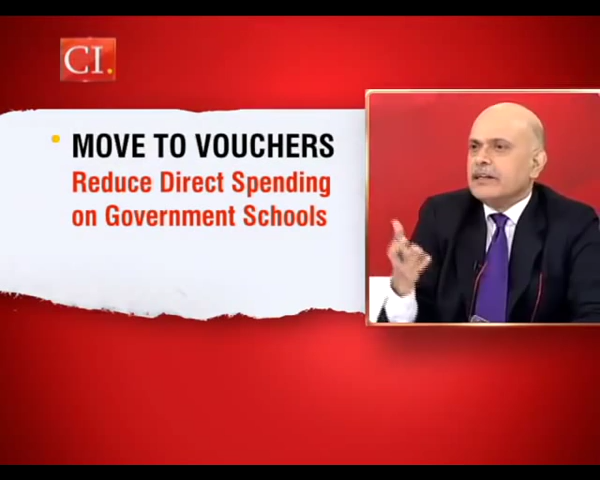 CI.
MOVE TO VOUCHERS
Reduce Direct Spending
on Government Schools